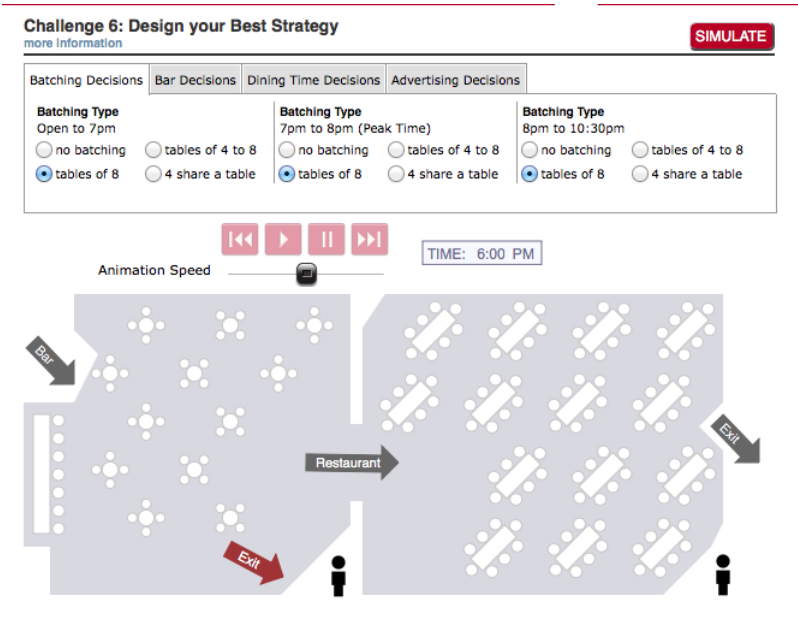 Challenge 6: Design your Best Strategy
more information
SIMULATE
Batching Decisions Bar Decisions Dining Time Decisions Advertising Decisions
Batching Type
Open to 7pm
no batching tables of 4 to 8
tables of 8 4 share a table
Batching Type
7pm to 8pm (Peak Time)
no batching tables of 4 to 8
tables of 8 4 share a table
Batching Type
8pm to 10:30pm
no batching tables of 4 to 8
tables of 8 4 share a table
TIME: 6:00 PM
Animation Speed
Bar
Restaurant
Exit
Exit